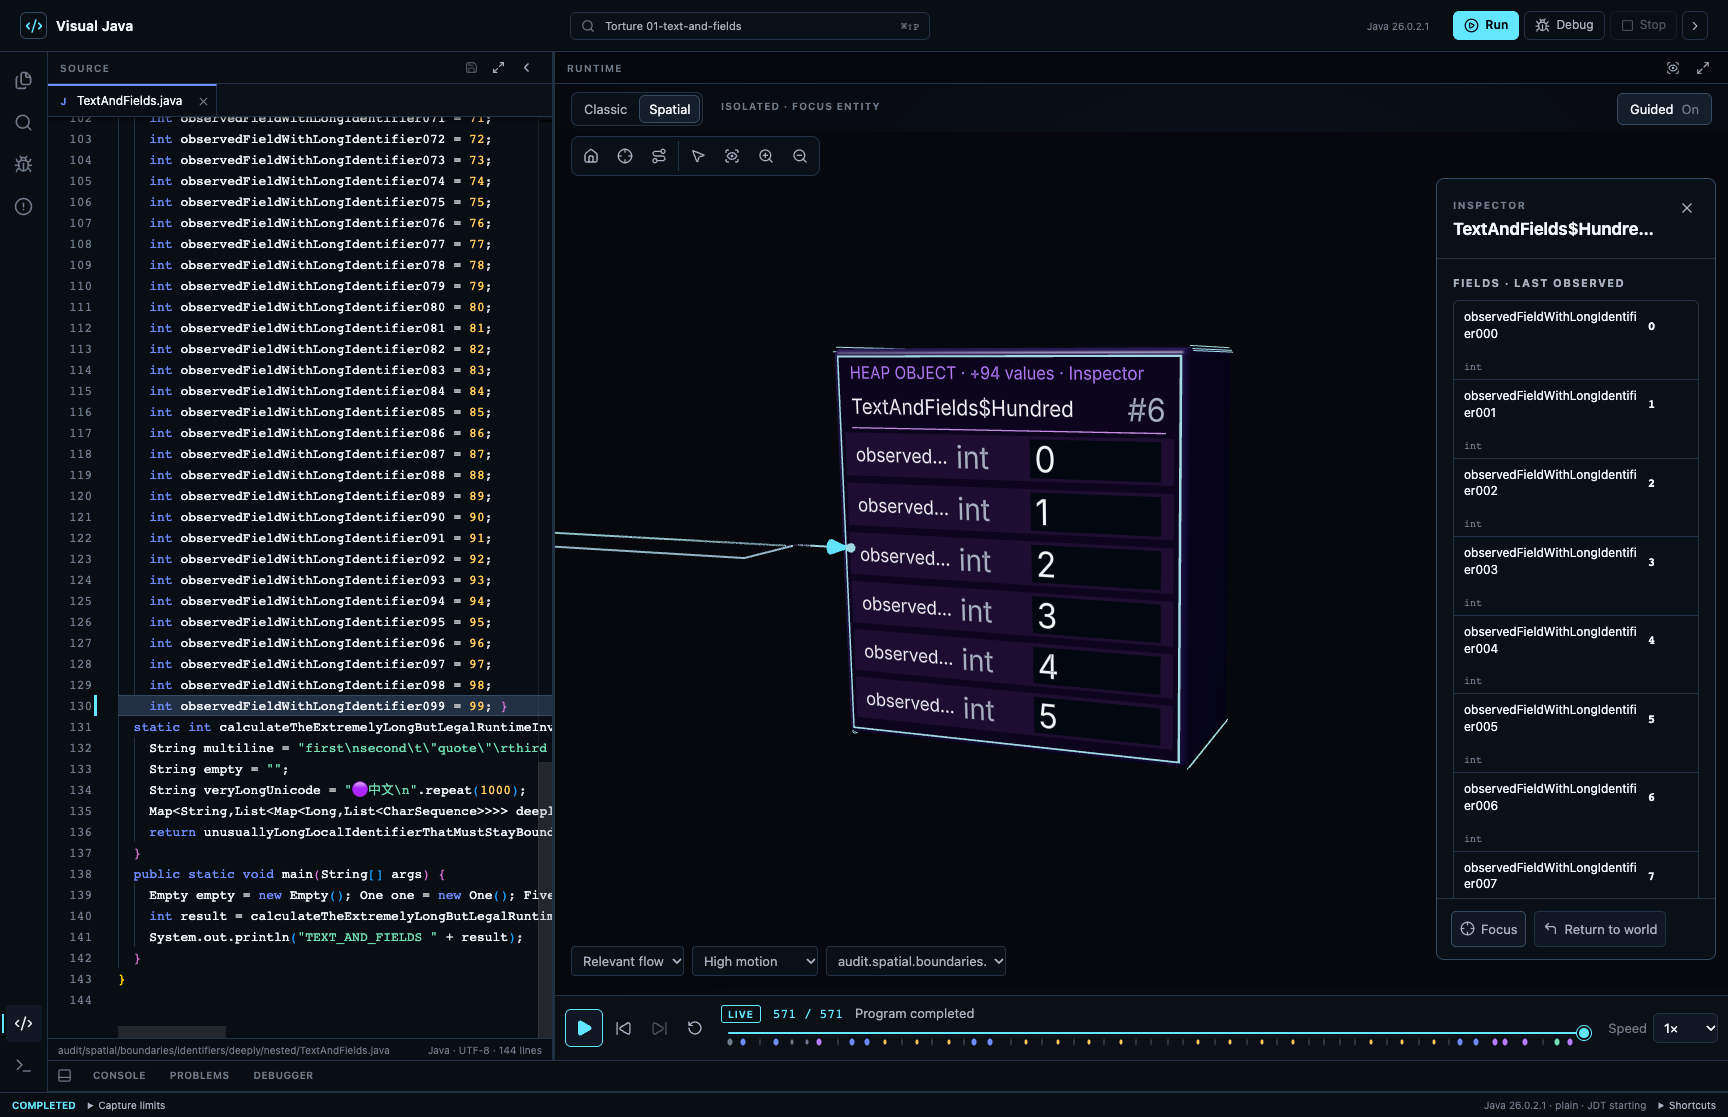 Visual Java
Torture 01-text-and-fields
⌘⇧P
Java 26.0.2.1
Run
Debug
Stop
SOURCE
J TextAndFields.java
102 int observedFieldWithLongIdentifier071 = 71;
103 int observedFieldWithLongIdentifier072 = 72;
104 int observedFieldWithLongIdentifier073 = 73;
105 int observedFieldWithLongIdentifier074 = 74;
106 int observedFieldWithLongIdentifier075 = 75;
107 int observedFieldWithLongIdentifier076 = 76;
108 int observedFieldWithLongIdentifier077 = 77;
109 int observedFieldWithLongIdentifier078 = 78;
110 int observedFieldWithLongIdentifier079 = 79;
111 int observedFieldWithLongIdentifier080 = 80;
112 int observedFieldWithLongIdentifier081 = 81;
113 int observedFieldWithLongIdentifier082 = 82;
114 int observedFieldWithLongIdentifier083 = 83;
115 int observedFieldWithLongIdentifier084 = 84;
116 int observedFieldWithLongIdentifier085 = 85;
117 int observedFieldWithLongIdentifier086 = 86;
118 int observedFieldWithLongIdentifier087 = 87;
119 int observedFieldWithLongIdentifier088 = 88;
120 int observedFieldWithLongIdentifier089 = 89;
121 int observedFieldWithLongIdentifier090 = 90;
122 int observedFieldWithLongIdentifier091 = 91;
123 int observedFieldWithLongIdentifier092 = 92;
124 int observedFieldWithLongIdentifier093 = 93;
125 int observedFieldWithLongIdentifier094 = 94;
126 int observedFieldWithLongIdentifier095 = 95;
127 int observedFieldWithLongIdentifier096 = 96;
128 int observedFieldWithLongIdentifier097 = 97;
129 int observedFieldWithLongIdentifier098 = 98;
130 int observedFieldWithLongIdentifier099 = 99; }
131 static int calculateTheExtremelyLongButLegalRuntimeInv
132 String multiline = "first\nsecond\t\"quote\"\rthird
133 String empty = "";
134 String veryLongUnicode = "🟣中文\n".repeat(1000);
135 Map<String,List<Map<Long,List<CharSequence>>>> deepl
136 return unusuallyLongLocalIdentifierThatMustStayBound
137 }
138 public static void main(String[] args) {
139 Empty empty = new Empty(); One one = new One(); Five
140 int result = calculateTheExtremelyLongButLegalRuntim
141 System.out.println("TEXT_AND_FIELDS " + result);
142 }
143 }
144
audit/spatial/boundaries/identifiers/deeply/nested/TextAndFields.java
Java · UTF-8 · 144 lines
RUNTIME
Classic
Spatial
ISOLATED · FOCUS ENTITY
Guided On
HEAP OBJECT · +94 values · Inspector
TextAndFields$Hundred #6
observed... int 0
observed... int 1
observed... int 2
observed... int 3
observed... int 4
observed... int 5
INSPECTOR
TextAndFields$Hundre...
FIELDS · LAST OBSERVED
observedFieldWithLongIdentifi
er000
0
int
observedFieldWithLongIdentifi
er001
1
int
observedFieldWithLongIdentifi
er002
2
int
observedFieldWithLongIdentifi
er003
3
int
observedFieldWithLongIdentifi
er004
4
int
observedFieldWithLongIdentifi
er005
5
int
observedFieldWithLongIdentifi
er006
6
int
observedFieldWithLongIdentifi
er007
7
Focus
Return to world
Relevant flow
High motion
audit.spatial.boundaries.
LIVE 571 / 571 Program completed
Speed 1×
CONSOLE
PROBLEMS
DEBUGGER
COMPLETED
Capture limits
Java 26.0.2.1 · plain · JDT starting
Shortcuts